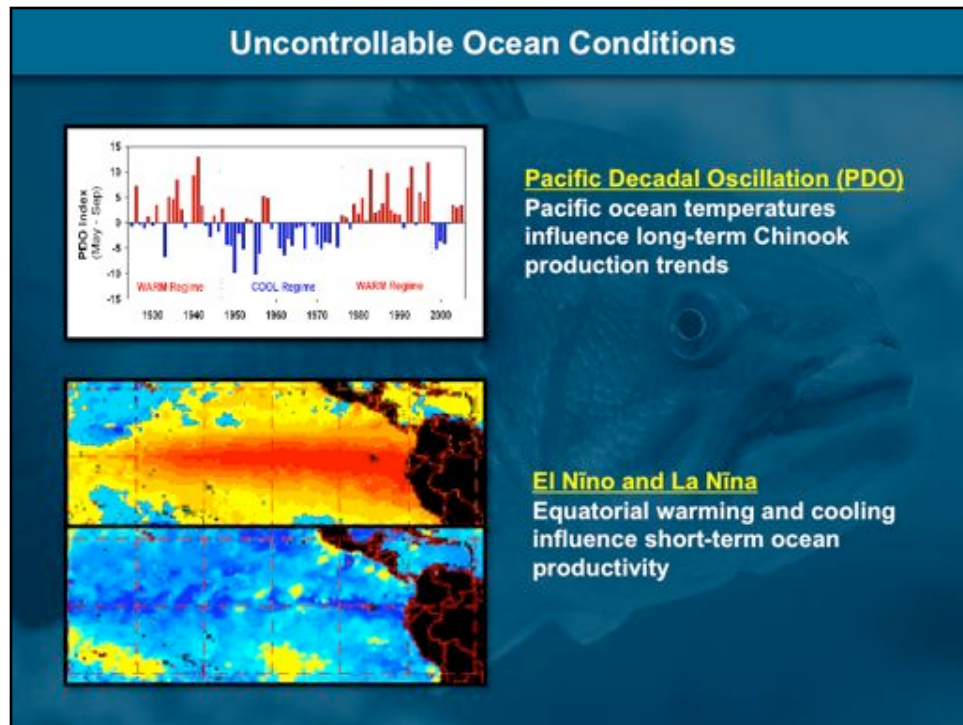 Uncontrollable Ocean Conditions
15
10
5
0
-5
-10
-15
PDO Index
(May - Sep)
WARM Regime
COOL Regime
WARM Regime
1930
1940
1950
1960
1970
1980
1990
2000
Pacific Decadal Oscillation (PDO)
Pacific ocean temperatures
influence long-term Chinook
production trends
El Nĩno and La Nĩna
Equatorial warming and cooling
influence short-term ocean
productivity